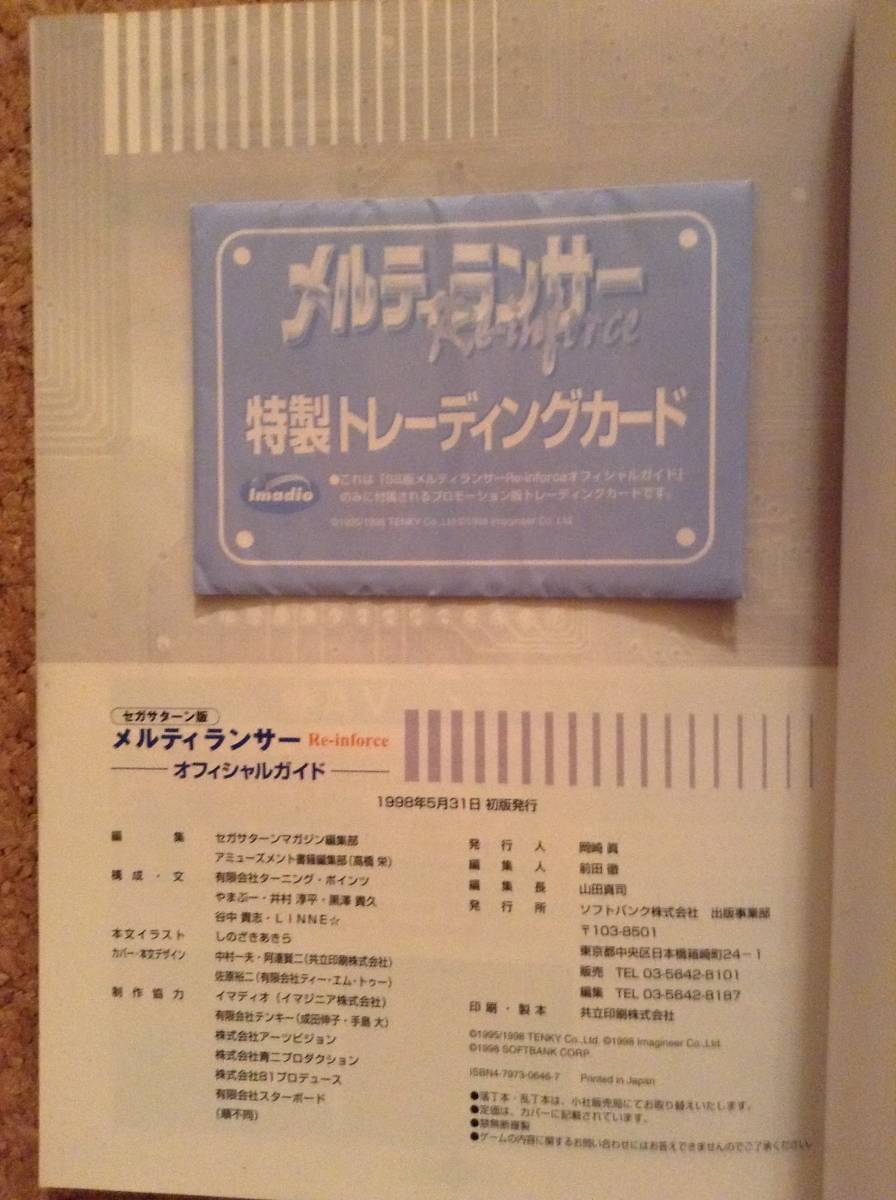 メルティランサー
Re-inforce
特製トレーディングカード
imadio
●これは『SS版メルティランサーRe-inforceオフィシャルガイド』
のみに付属されるプロモーション版トレーディングカードです。
©1995/1998 TENKY Co.,Ltd ©1998 Imagineer Co.,Ltd
セガサターン版
メルティランサー Re-inforce
オフィシャルガイド
1998年5月31日 初版発行
編集 セガサターンマガジン編集部
アミューズメント書籍編集部(高橋 栄)
構成・文 有限会社ターニング・ポインツ
やまぶー・井村 淳平・黒澤 貴久
谷中 貴志・LINNE☆
本文イラスト しのざきあきら
カバー・本文デザイン 中村一夫・阿達賢二(共立印刷株式会社)
佐原裕二(有限会社ティー・エム・トゥー)
制作協力 イマディオ(イマジニア株式会社)
有限会社テンキー(成田伸子・手島 大)
株式会社アーツビジョン
株式会社青二プロダクション
株式会社81プロデュース
有限会社スターボード
(順不同)
発行人 岡崎 眞
編集人 前田 徹
編集長 山田真司
発行所 ソフトバンク株式会社 出版事業部
〒103-8501
東京都中央区日本橋箱崎町24-1
販売 TEL 03-5642-8101
編集 TEL 03-5642-8187
印刷・製本 共立印刷株式会社
©1995/1998 TENKY Co.,Ltd. ©1998 Imagineer Co.,Ltd.
©1998 SOFTBANK CORP.
ISBN4-7973-0646-7 Printed in Japan
●落丁本・乱丁本は、小社販売局にてお取り替えいたします。
●定価は、カバーに記載されています。
●禁無断複製
●ゲームの内容に関するお問い合わせにはお答えできませんのでご了承ください